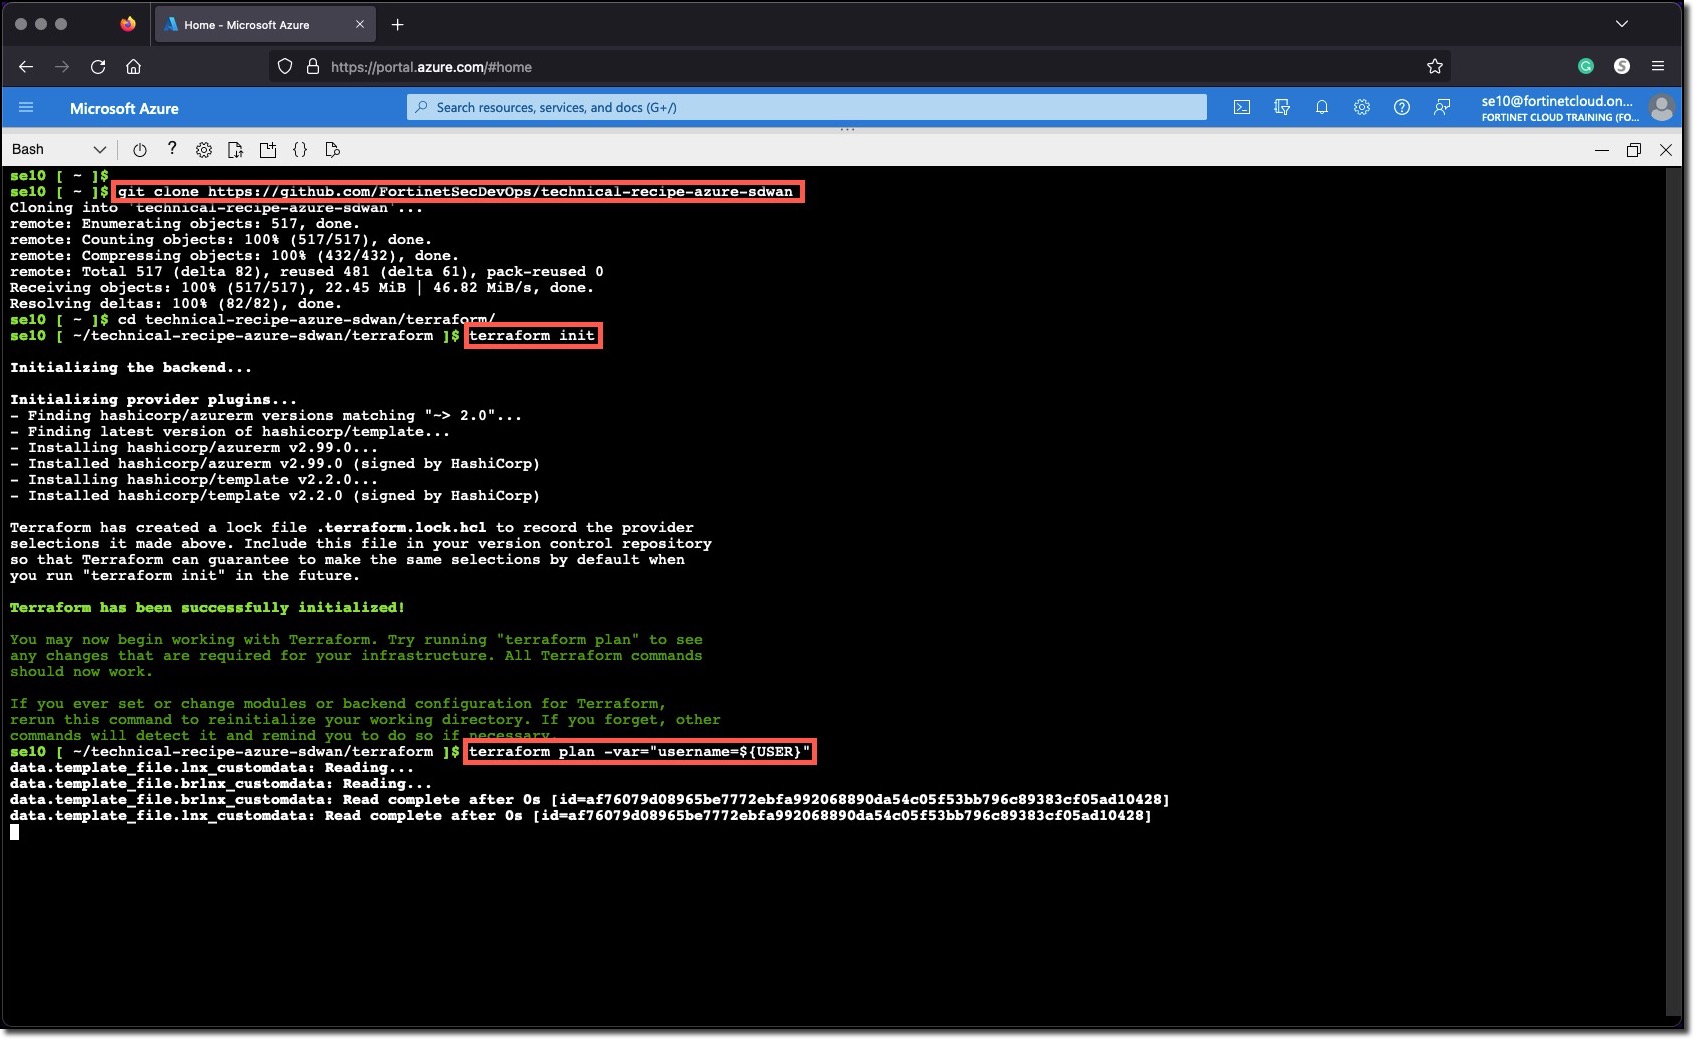 Home - Microsoft Azure
https://portal.azure.com/#home
Microsoft Azure
Search resources, services, and docs (G+/)
se10@fortinetcloud.on...
FORTINET CLOUD TRAINING (FO...
Bash
se10 [ ~ ]$
se10 [ ~ ]$ git clone https://github.com/FortinetSecDevOps/technical-recipe-azure-sdwan
Cloning into 'technical-recipe-azure-sdwan'...
remote: Enumerating objects: 517, done.
remote: Counting objects: 100% (517/517), done.
remote: Compressing objects: 100% (432/432), done.
remote: Total 517 (delta 82), reused 481 (delta 61), pack-reused 0
Receiving objects: 100% (517/517), 22.45 MiB | 46.82 MiB/s, done.
Resolving deltas: 100% (82/82), done.
se10 [ ~ ]$ cd technical-recipe-azure-sdwan/terraform/
se10 [ ~/technical-recipe-azure-sdwan/terraform ]$ terraform init
Initializing the backend...
Initializing provider plugins...
- Finding hashicorp/azurerm versions matching "~> 2.0"...
- Finding latest version of hashicorp/template...
- Installing hashicorp/azurerm v2.99.0...
- Installed hashicorp/azurerm v2.99.0 (signed by HashiCorp)
- Installing hashicorp/template v2.2.0...
- Installed hashicorp/template v2.2.0 (signed by HashiCorp)
Terraform has created a lock file .terraform.lock.hcl to record the provider
selections it made above. Include this file in your version control repository
so that Terraform can guarantee to make the same selections by default when
you run "terraform init" in the future.
Terraform has been successfully initialized!
You may now begin working with Terraform. Try running "terraform plan" to see
any changes that are required for your infrastructure. All Terraform commands
should now work.
If you ever set or change modules or backend configuration for Terraform,
rerun this command to reinitialize your working directory. If you forget, other
commands will detect it and remind you to do so if necessary.
se10 [ ~/technical-recipe-azure-sdwan/terraform ]$ terraform plan -var="username=${USER}"
data.template_file.lnx_customdata: Reading...
data.template_file.brlnx_customdata: Reading...
data.template_file.brlnx_customdata: Read complete after 0s [id=af76079d08965be7772ebfa992068890da54c05f53bb796c89383cf05ad10428]
data.template_file.lnx_customdata: Read complete after 0s [id=af76079d08965be7772ebfa992068890da54c05f53bb796c89383cf05ad10428]